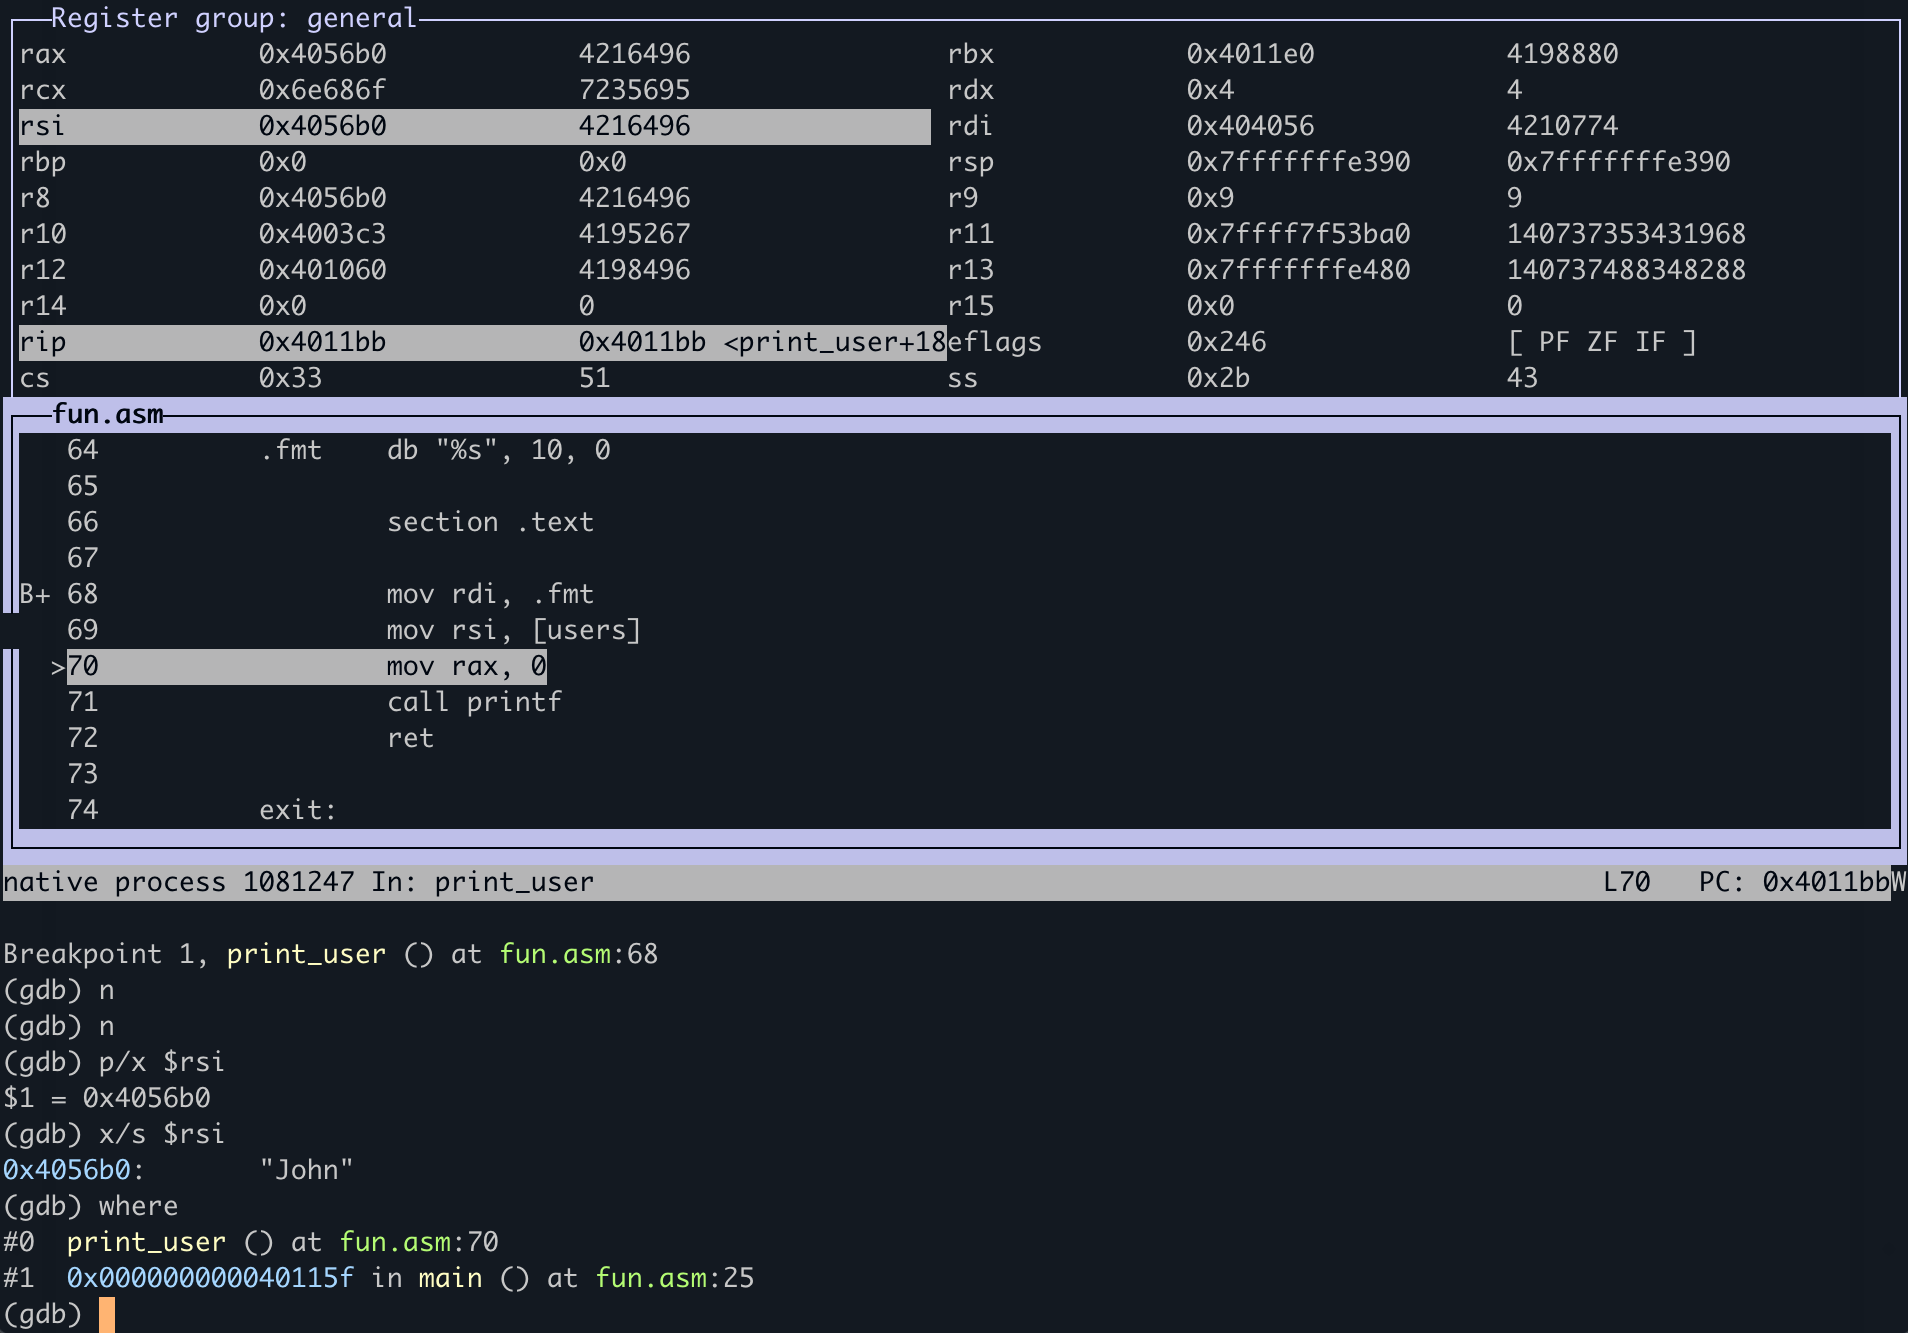 Register group: general
rax 0x4056b0 4216496 rbx 0x4011e0 4198880
rcx 0x6e686f 7235695 rdx 0x4 4
rsi 0x4056b0 4216496 rdi 0x404056 4210774
rbp 0x0 0x0 rsp 0x7fffffffe390 0x7fffffffe390
r8 0x4056b0 4216496 r9 0x9 9
r10 0x4003c3 4195267 r11 0x7ffff7f53ba0 140737353431968
r12 0x401060 4198496 r13 0x7fffffffe480 140737488348288
r14 0x0 0 r15 0x0 0
rip 0x4011bb 0x4011bb <print_user+18 eflags 0x246 [ PF ZF IF ]
cs 0x33 51 ss 0x2b 43
fun.asm
64 .fmt db "%s", 10, 0
65
66 section .text
67
B+ 68 mov rdi, .fmt
69 mov rsi, [users]
>70 mov rax, 0
71 call printf
72 ret
73
74 exit:
native process 1081247 In: print_user L70 PC: 0x4011bbW
Breakpoint 1, print_user () at fun.asm:68
(gdb) n
(gdb) n
(gdb) p/x $rsi
$1 = 0x4056b0
(gdb) x/s $rsi
0x4056b0: "John"
(gdb) where
#0 print_user () at fun.asm:70
#1 0x000000000040115f in main () at fun.asm:25
(gdb)